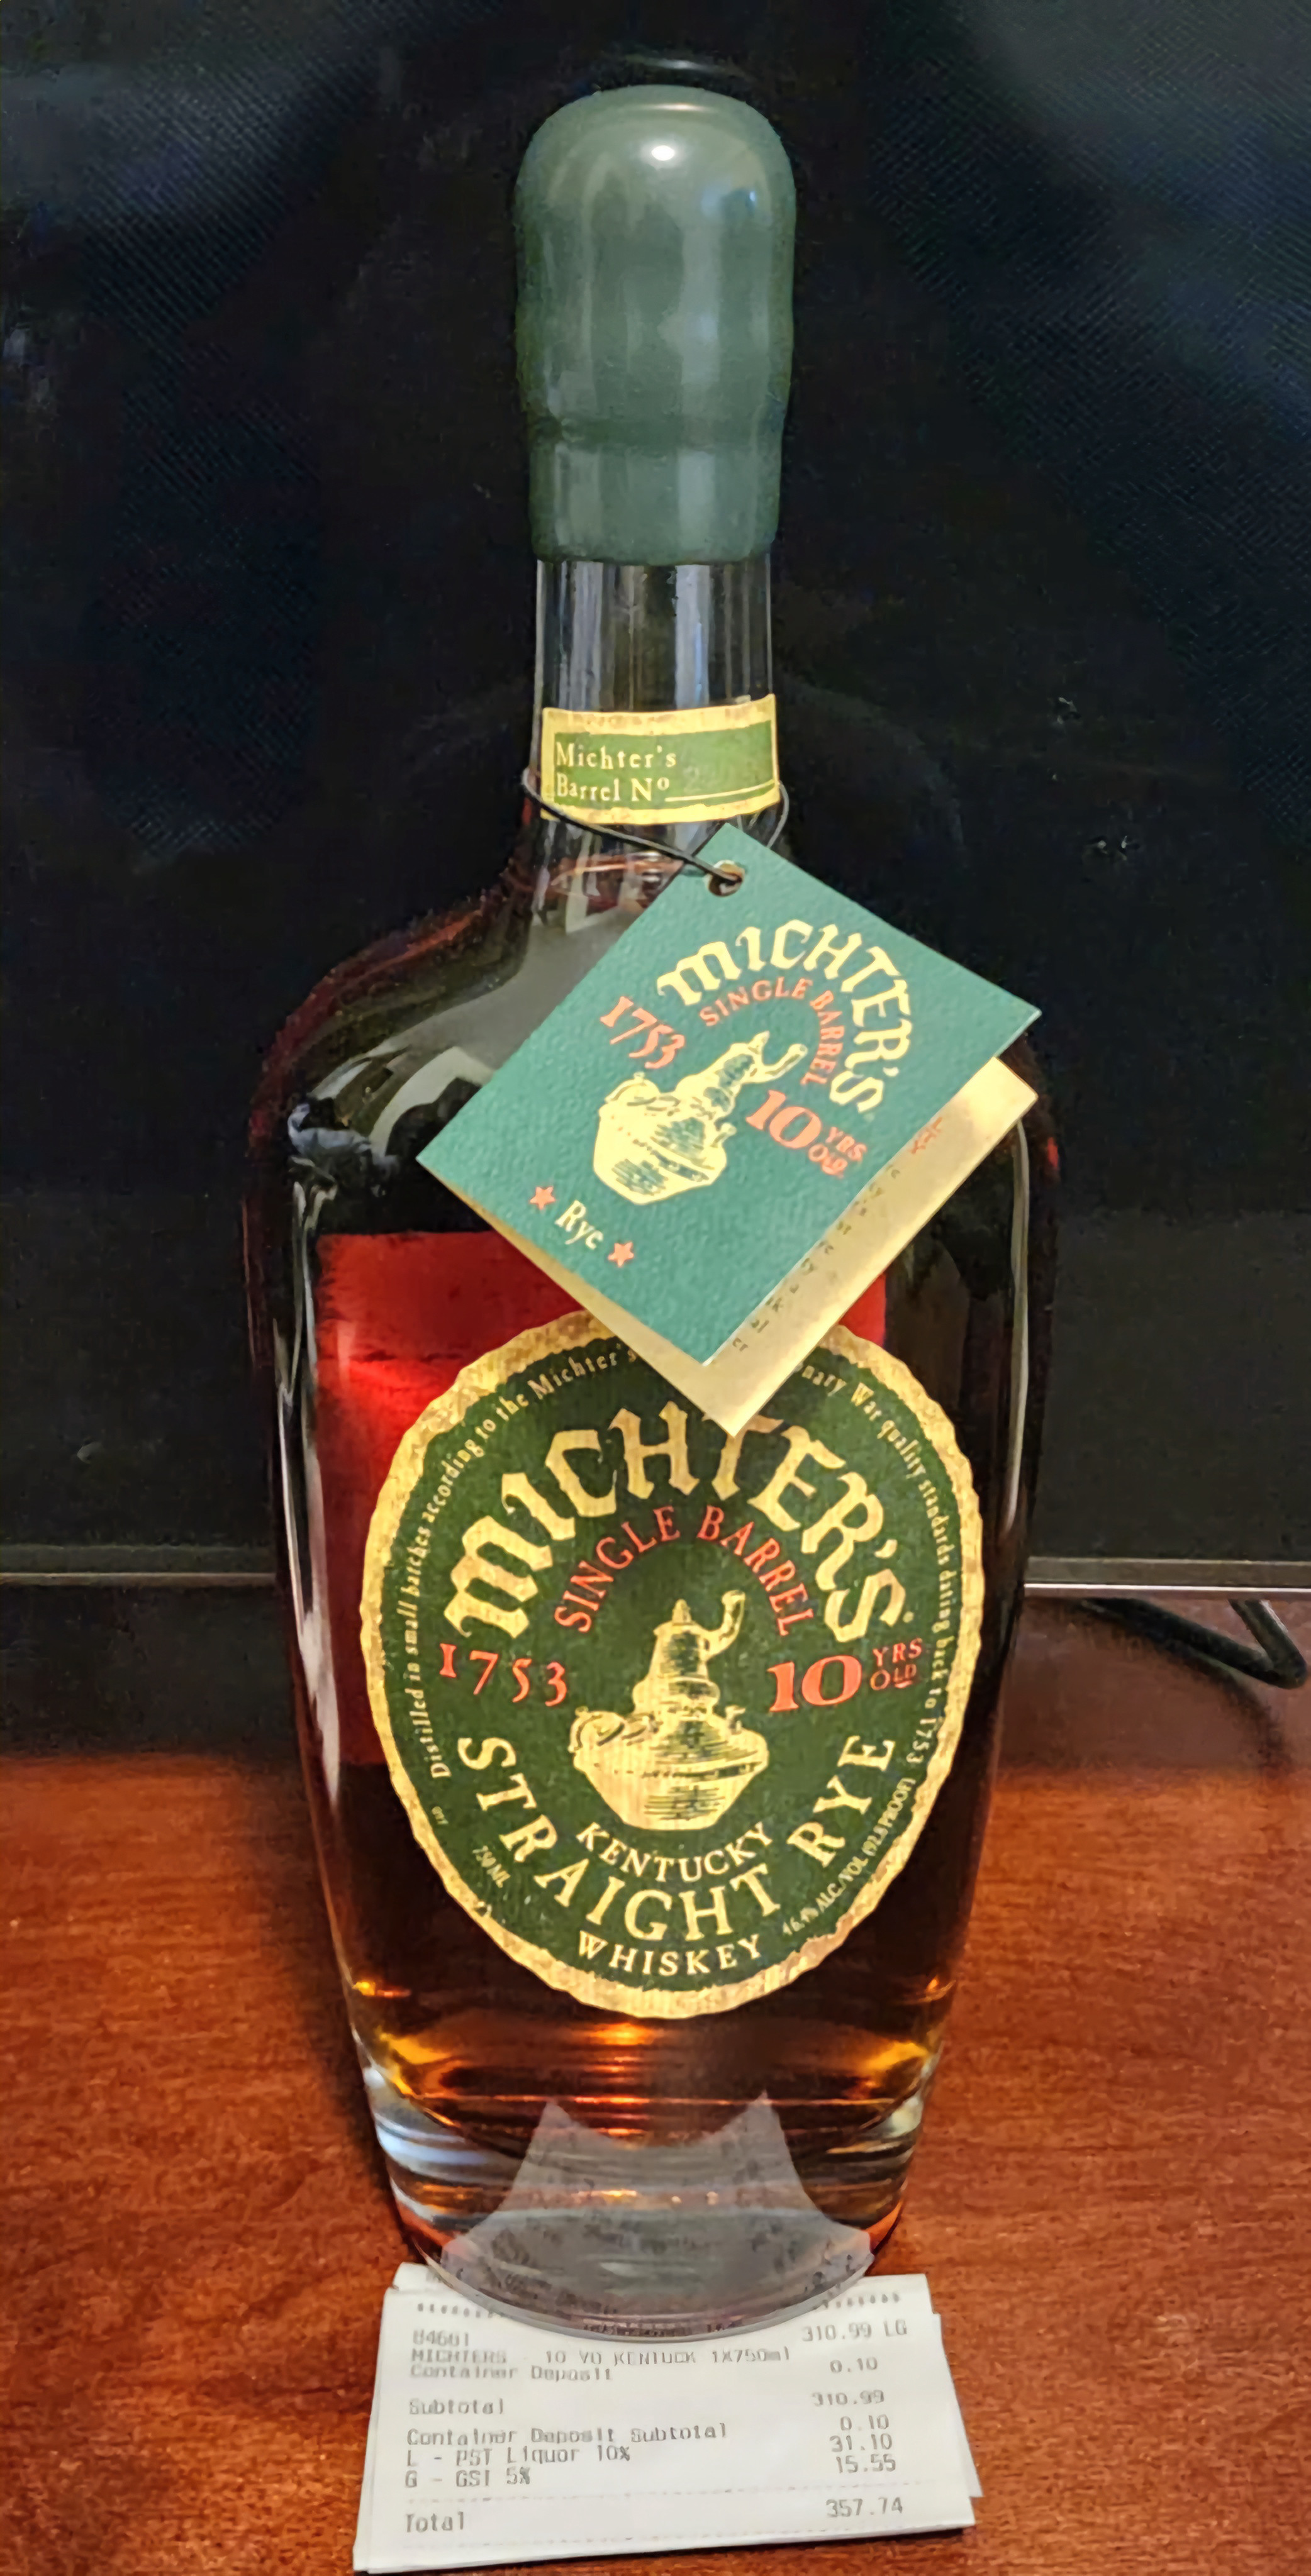 Michter's
Barrel Nº
MICHTER'S
SINGLE BARREL
1753
10 YRS OLD
★ Rye ★
Distilled in small batches according to the Michter's
War quality standards dating back to 1753
MICHTER'S
SINGLE BARREL
1753
10 YRS OLD
KENTUCKY
STRAIGHT RYE
WHISKEY
750 ML
46.4% ALC./VOL (92.8 PROOF)
310.99 LG
MICHTERS - 10 YO KENTUCK 1X750ml
Container Deposit 0.10
Subtotal 310.99
Container Deposit Subtotal 0.10
L - PST Liquor 10% 31.10
G - GST 5% 15.55
Total 357.74